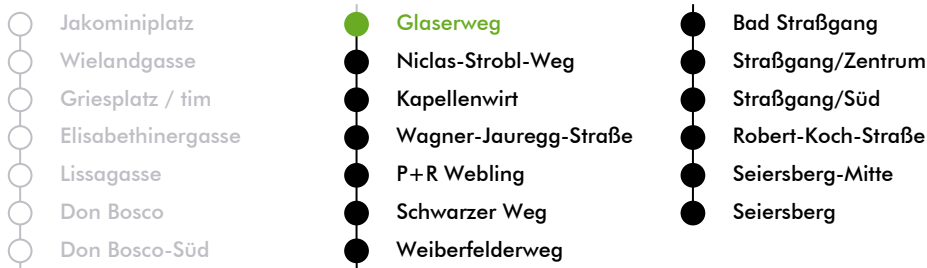 Jakominiplatz
Wielandgasse
Griesplatz / tim
Elisabethinergasse
Lissagasse
Don Bosco
Don Bosco-Süd
Glaserweg
Niclas-Strobl-Weg
Kapellenwirt
Wagner-Jauregg-Straße
P+R Webling
Schwarzer Weg
Weiberfelderweg
Bad Straßgang
Straßgang/Zentrum
Straßgang/Süd
Robert-Koch-Straße
Seiersberg-Mitte
Seiersberg